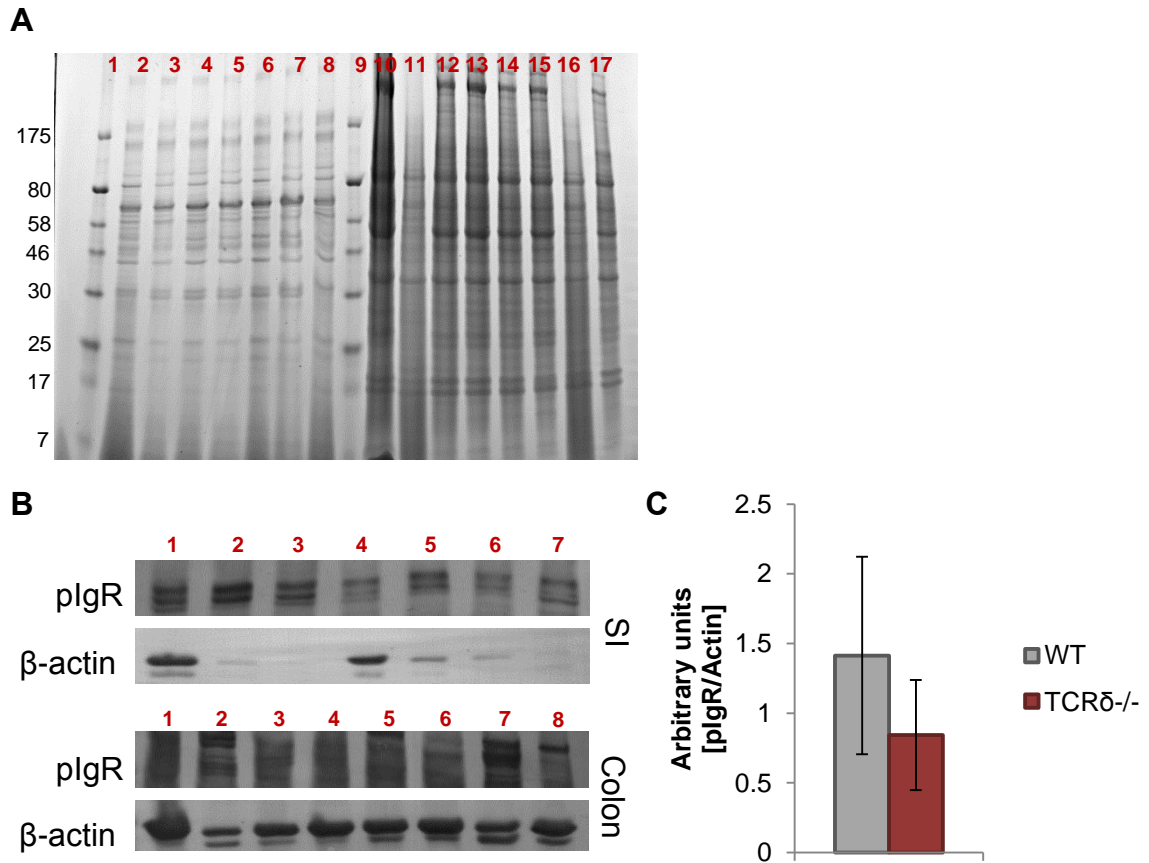 A
1 2 3 4 5 6 7 8 9 10 11 12 13 14 15 16 17
175
80
58
46
30
25
17
7
B
1 2 3 4 5 6 7
pIgR
β-actin
SI
1 2 3 4 5 6 7 8
pIgR
β-actin
Colon
C
Arbitrary units
[pIgR/Actin]
2.5
2
1.5
1
0.5
0
WT
TCRδ-/-